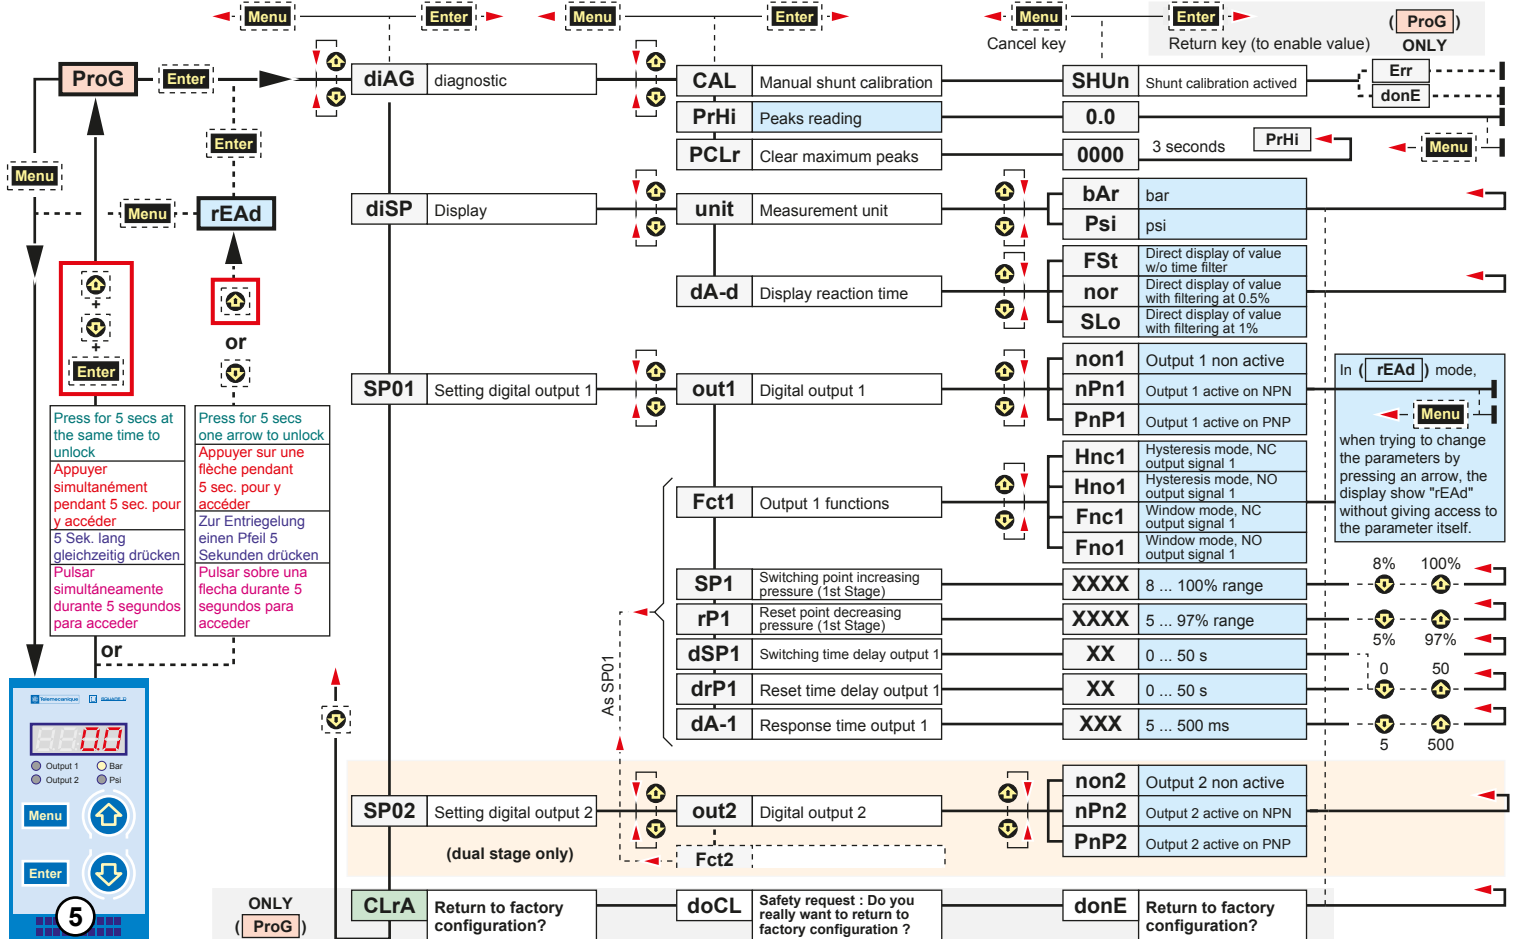 Menu
Enter
Menu
Enter
Menu
Enter
Cancel key
Return key (to enable value)
( ProG )
ONLY
ProG
Enter
Menu
Enter
Menu
rEAd
+
+
Enter
or
Press for 5 secs at
the same time to
unlock
Appuyer
simultanément
pendant 5 sec. pour
y accéder
5 Sek. lang
gleichzeitig drücken
Pulsar
simultáneamente
durante 5 segundos
para acceder
Press for 5 secs
one arrow to unlock
Appuyer sur une
flèche pendant
5 sec. pour y
accéder
Zur Entriegelung
einen Pfeil 5
Sekunden drücken
Pulsar sobre una
flecha durante 5
segundos para
acceder
or
Telemecanique
SQUARE D
0.0
Output 1
Bar
Output 2
Psi
Menu
Enter
5
diAG diagnostic
CAL Manual shunt calibration
SHUn Shunt calibration actived
Err
donE
PrHi Peaks reading
0.0
PCLr Clear maximum peaks
0000
3 seconds
PrHi
Menu
diSP Display
unit Measurement unit
bAr bar
Psi psi
dA-d Display reaction time
FSt Direct display of value
w/o time filter
nor Direct display of value
with filtering at 0.5%
SLo Direct display of value
with filtering at 1%
SP01 Setting digital output 1
out1 Digital output 1
non1 Output 1 non active
nPn1 Output 1 active on NPN
PnP1 Output 1 active on PNP
In ( rEAd ) mode,
Menu
when trying to change
the parameters by
pressing an arrow, the
display show "rEAd"
without giving access to
the parameter itself.
Fct1 Output 1 functions
Hnc1 Hysteresis mode, NC
output signal 1
Hno1 Hysteresis mode, NO
output signal 1
Fnc1 Window mode, NC
output signal 1
Fno1 Window mode, NO
output signal 1
SP1 Switching point increasing
pressure (1st Stage)
XXXX 8 ... 100% range
8% 100%
rP1 Reset point decreasing
pressure (1st Stage)
XXXX 5 ... 97% range
5% 97%
dSP1 Switching time delay output 1
XX 0 ... 50 s
0 50
drP1 Reset time delay output 1
XX 0 ... 50 s
dA-1 Response time output 1
XXX 5 ... 500 ms
5 500
As SP01
SP02 Setting digital output 2
(dual stage only)
out2 Digital output 2
Fct2
non2 Output 2 non active
nPn2 Output 2 active on NPN
PnP2 Output 2 active on PNP
ONLY
( ProG )
CLrA Return to factory
configuration?
doCL Safety request : Do you
really want to return to
factory configuration ?
donE Return to factory
configuration?